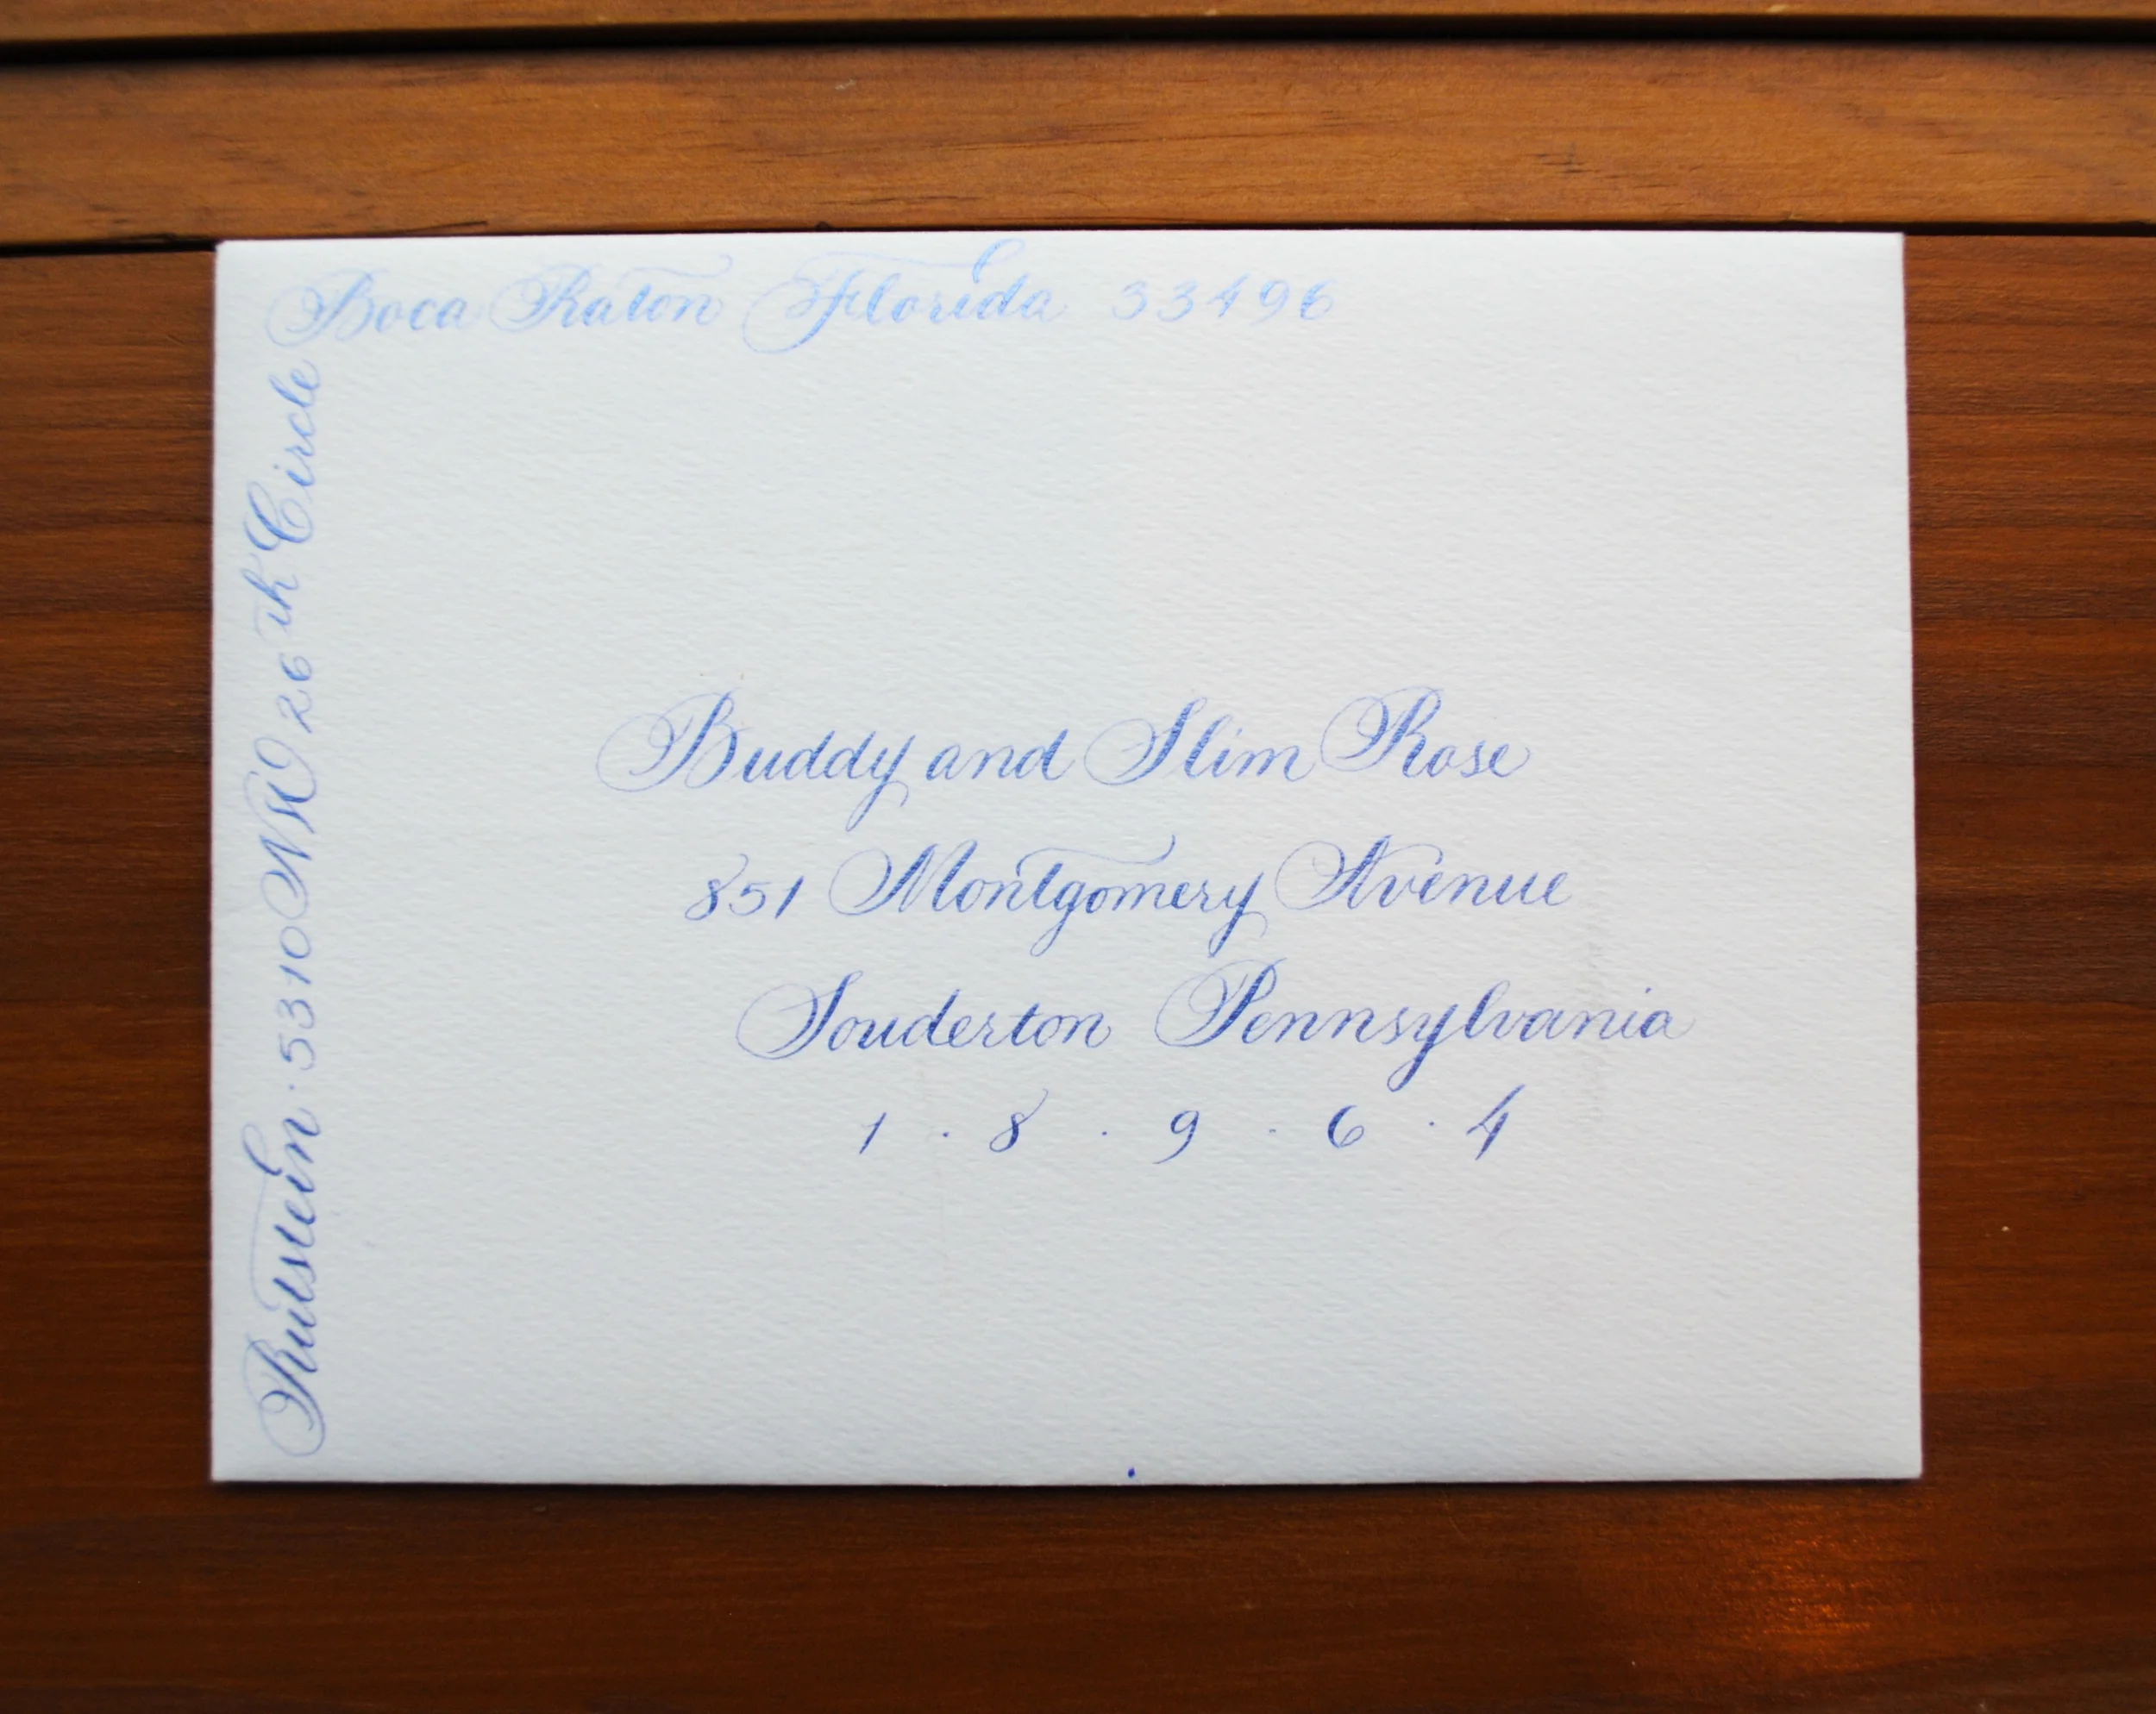 Rutstein · 5310 NW 26th Circle
Boca Raton Florida 33496
Buddy and Slim Rose
851 Montgomery Avenue
Souderton Pennsylvania
1 · 8 · 9 · 6 · 4